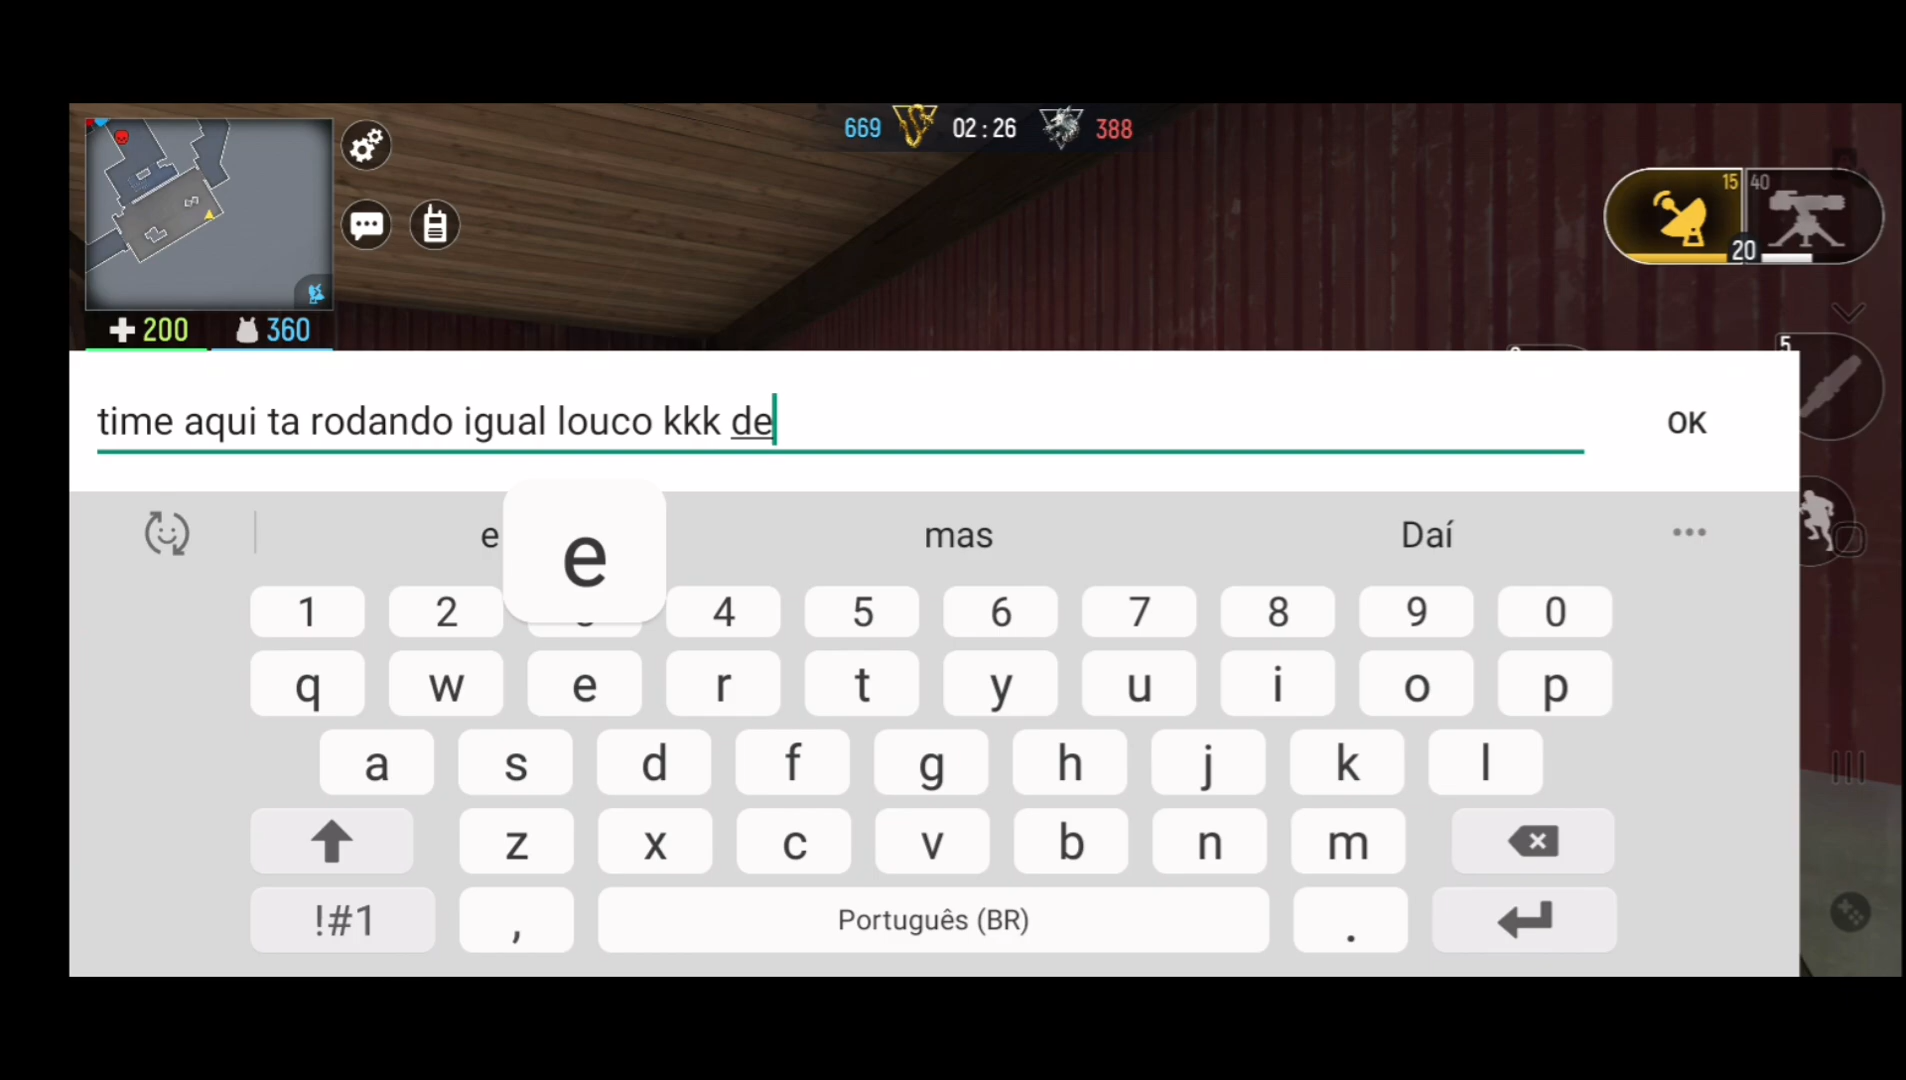 669 02:26 388
15 40
20
200 360
5
time aqui ta rodando igual louco kkk de
OK
e mas Daí
e
1 2 4 5 6 7 8 9 0
q w e r t y u i o p
a s d f g h j k l
z x c v b n m
!#1 , Português (BR) .